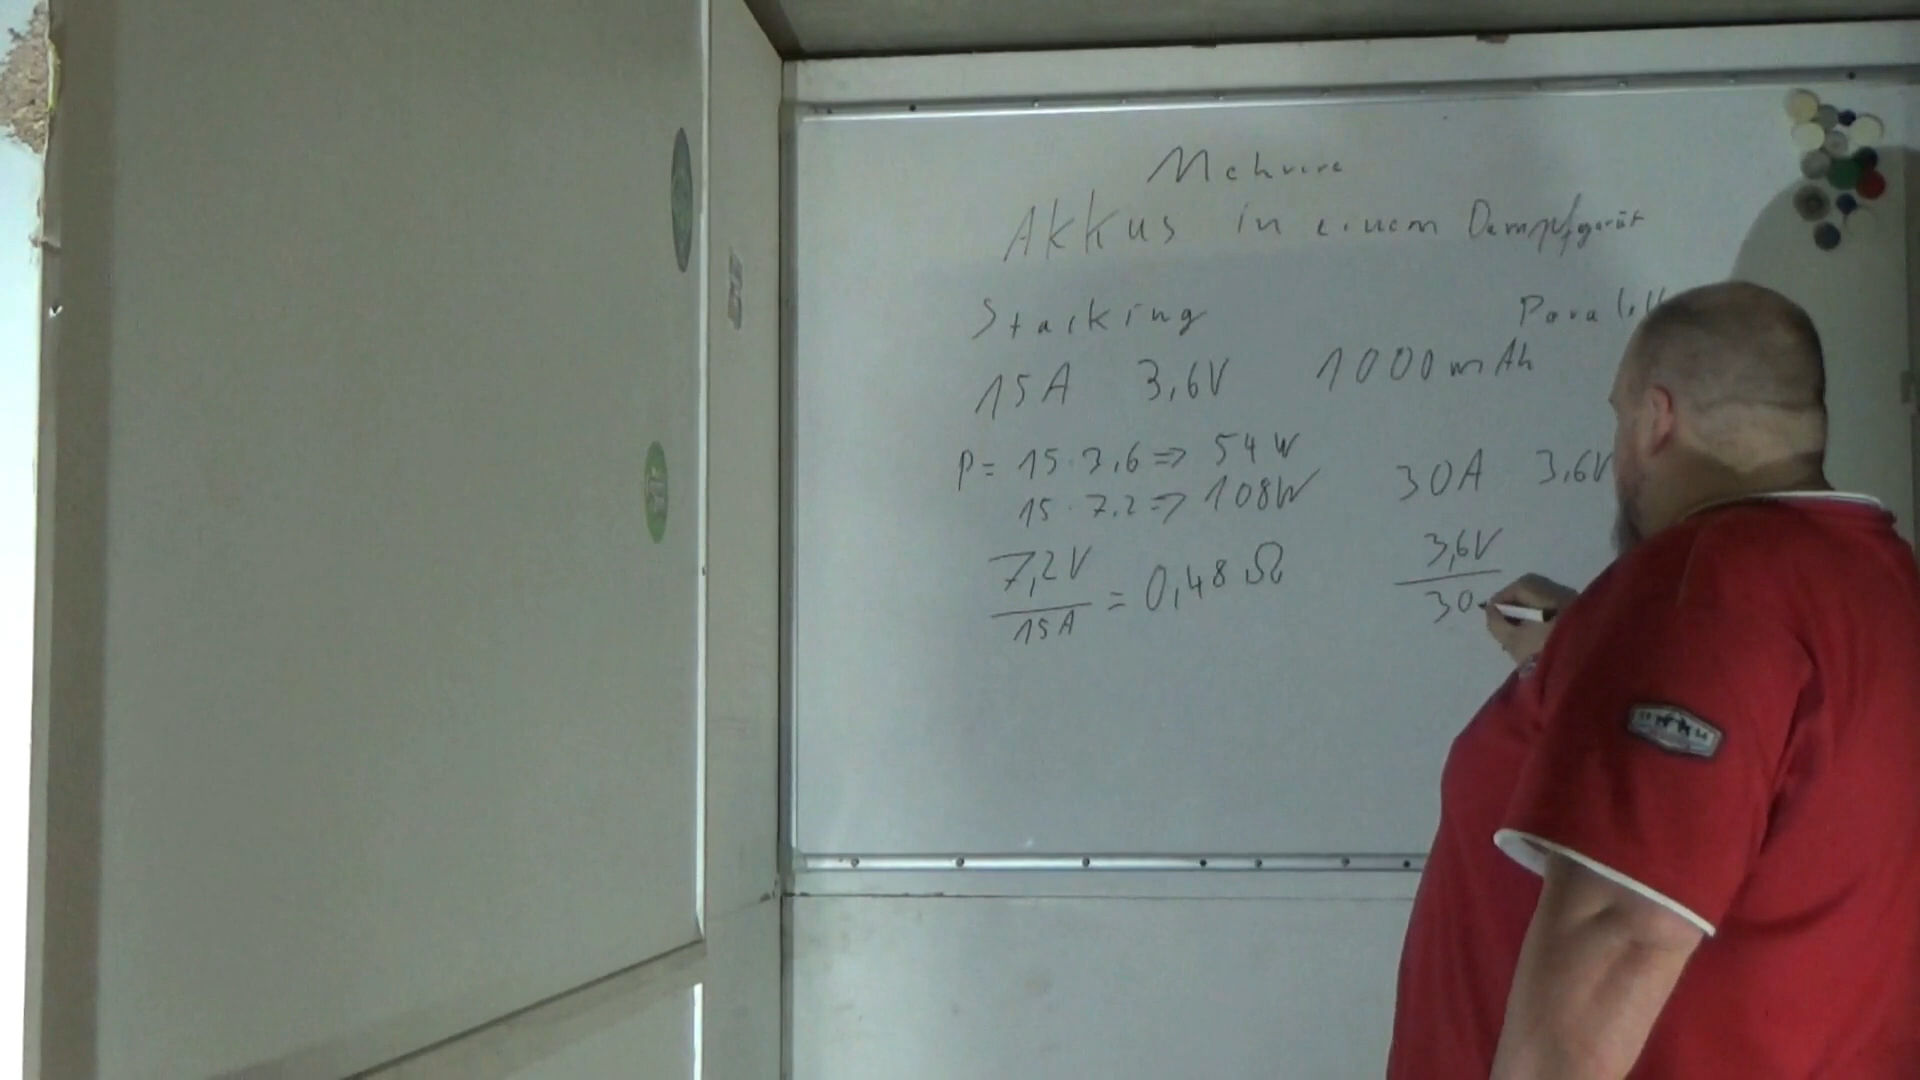 Mehrere
Akkus in einem Dampfgerät
Stacking
Parallel
15A 3,6V 1000mAh
P= 15·3,6 => 54W
15·7,2 => 108W
30A 3,6V
7,2V
15A
= 0,48 Ω
3,6V
30